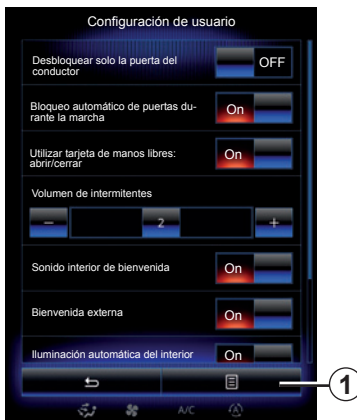 Configuración de usuario
Desbloquear solo la puerta del
conductor
OFF
Bloqueo automático de puertas du-
rante la marcha
On
Utilizar tarjeta de manos libres:
abrir/cerrar
On
Volumen de intermitentes
− 2 +
Sonido interior de bienvenida
On
Bienvenida externa
On
Iluminación automática del interior
On
1
A/C
A